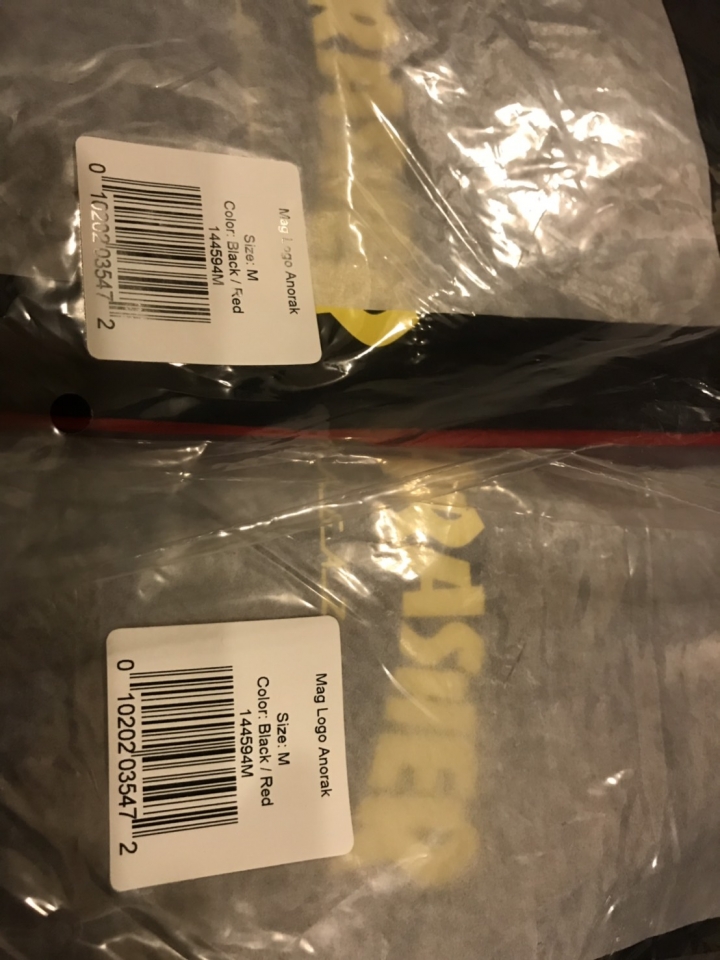 Mag Logo Anorak
Size: M
Color: Black / Red
144594M
0 10202 03547 2
Mag Logo Anorak
Size: M
Color: Black / Red
144594M
0 10202 03547 2